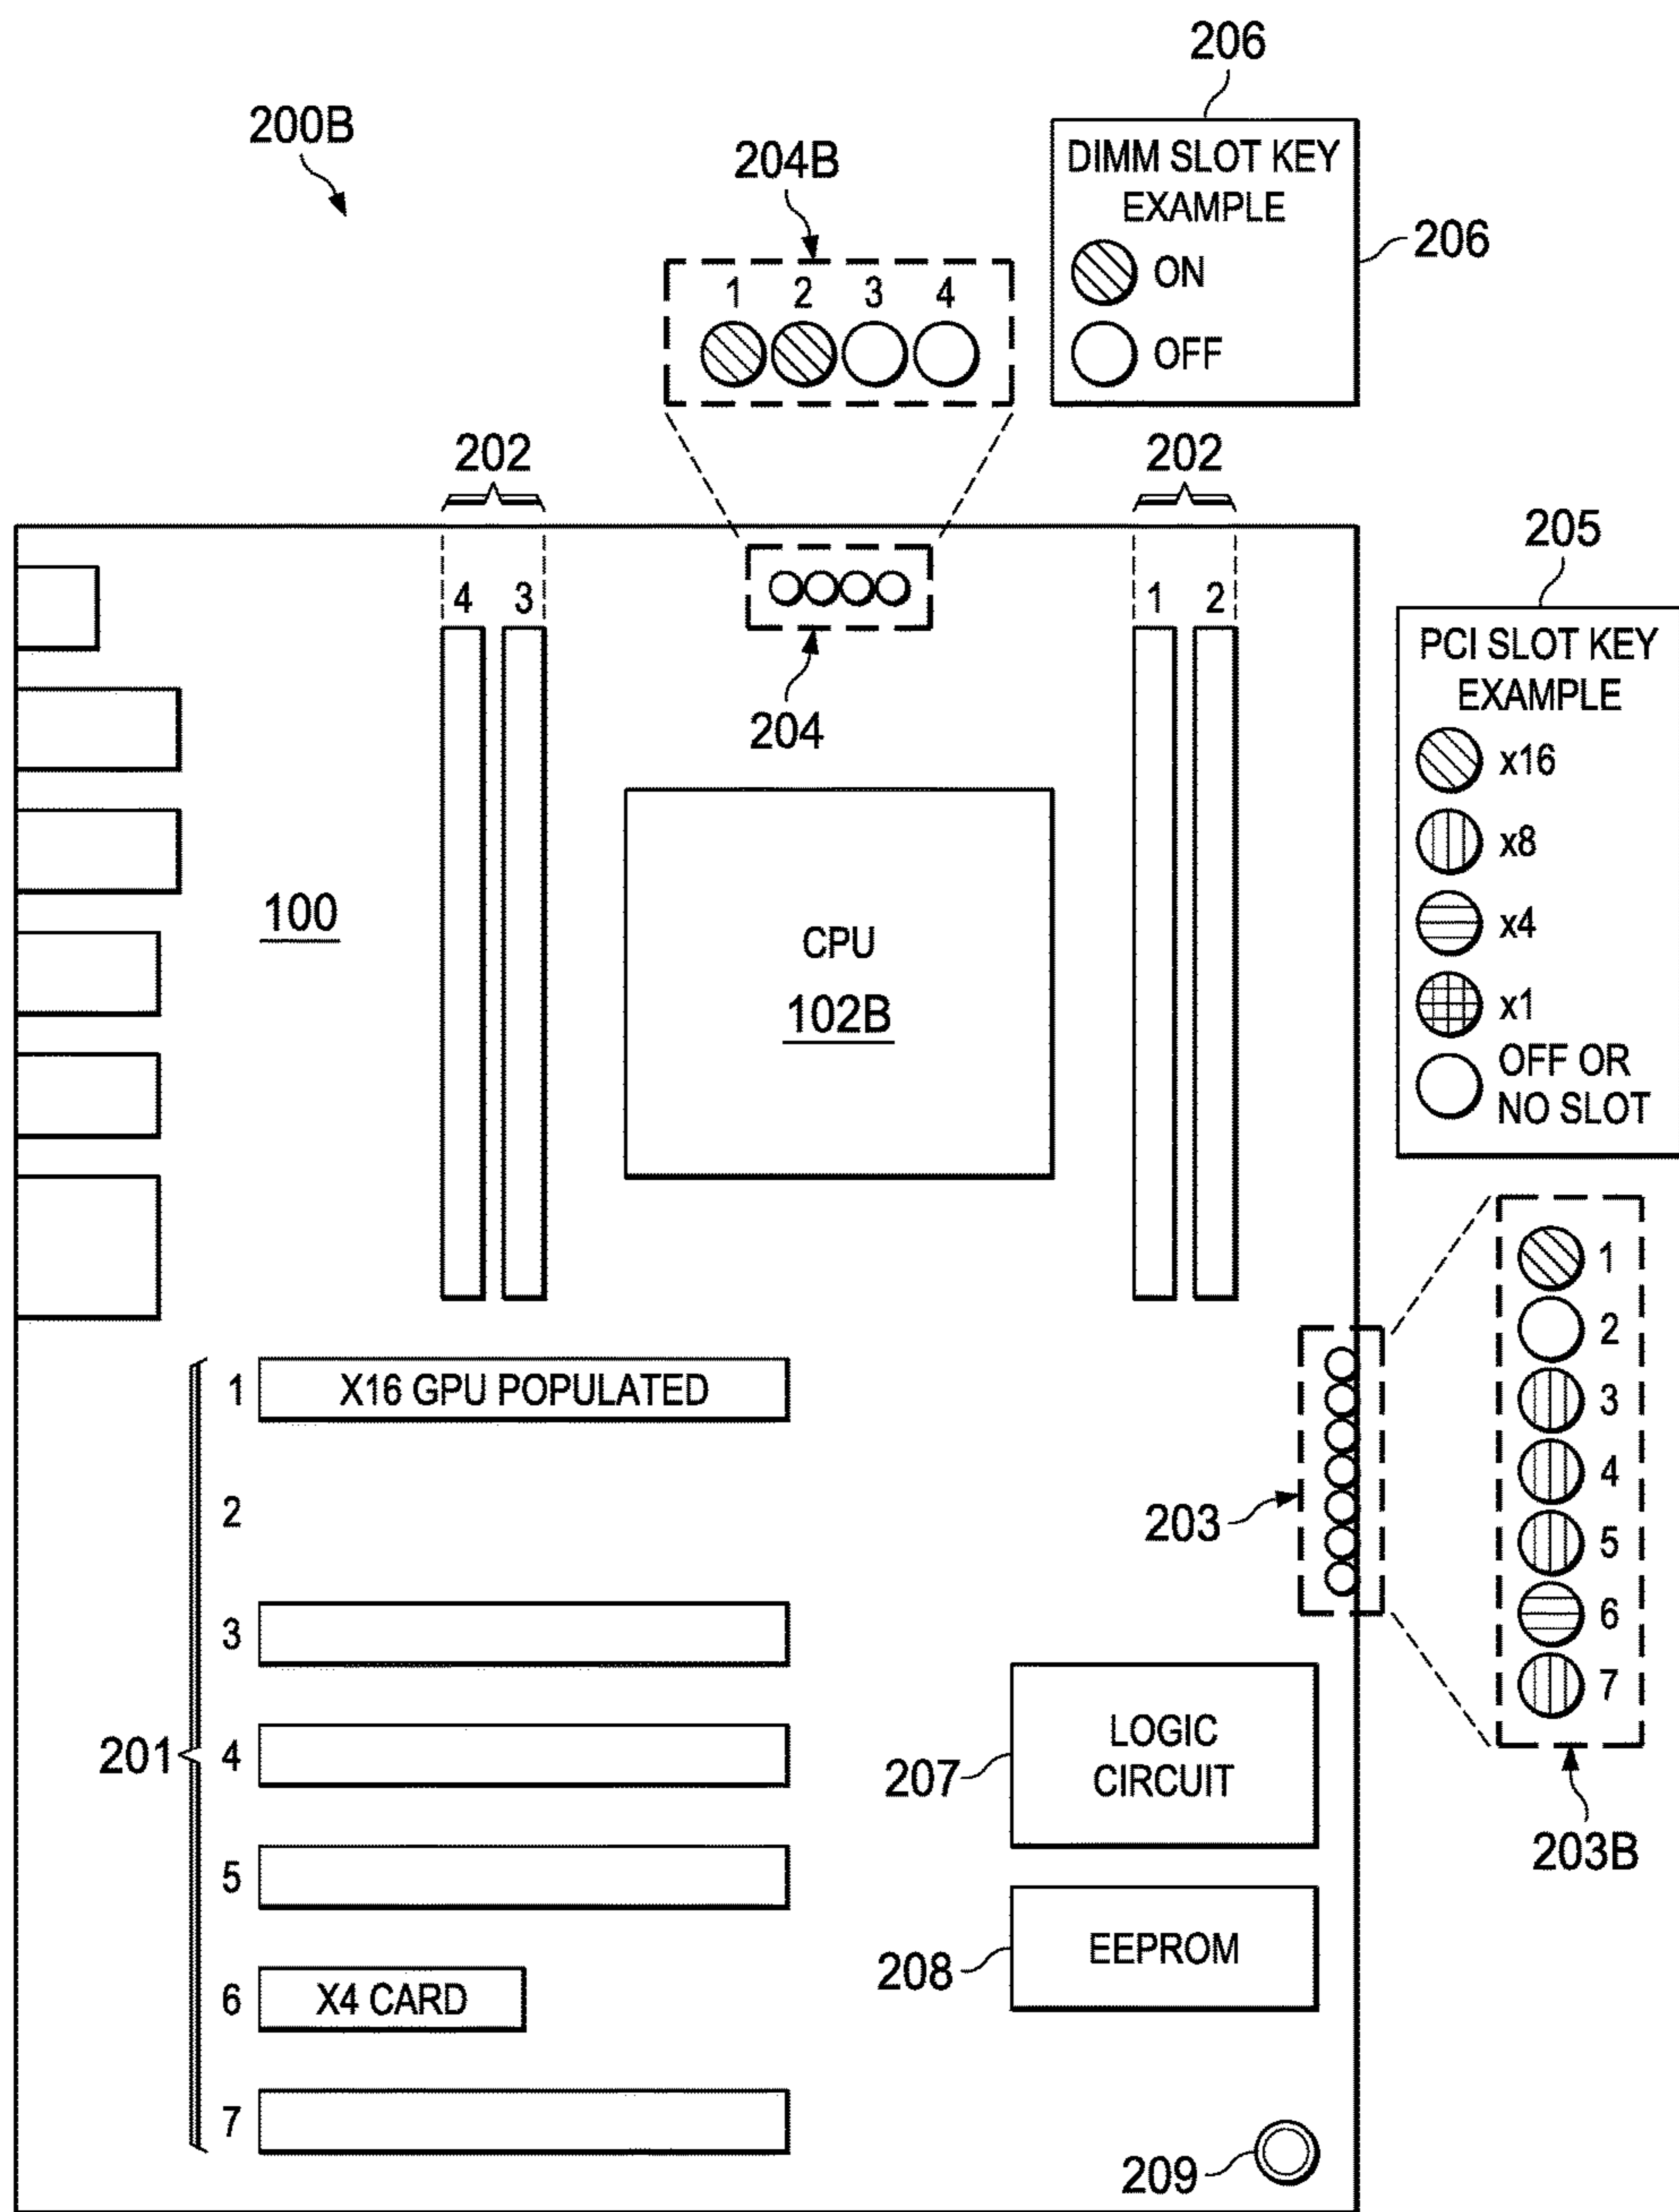 206
200B
204B
DIMM SLOT KEY
EXAMPLE
ON
OFF
206
1 2 3 4
202
202
4 3
1 2
204
205
PCI SLOT KEY
EXAMPLE
x16
x8
x4
x1
OFF OR
NO SLOT
100
CPU
102B
1
2
3
4
5
6
7
203
203B
201
1 X16 GPU POPULATED
2
3
4
5
6 X4 CARD
7
LOGIC
CIRCUIT
207
EEPROM
208
209